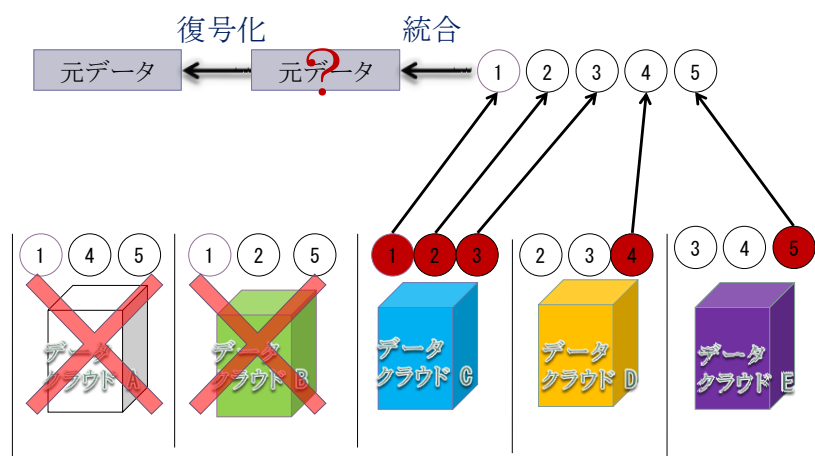 復号化 統合
元データ 元データ ? 1 2 3 4 5
1 4 5 1 2 5 1 2 3 2 3 4 3 4 5
データ クラウド A
データ クラウド B
データ クラウド C
データ クラウド D
データ クラウド E